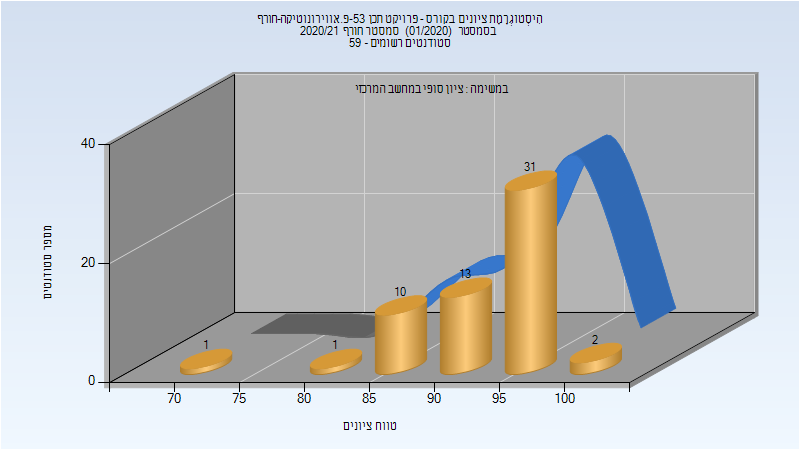 היסטוגרמת ציונים בקורס - פרויקט תכן 53-פ.אווירונוטיקה-חורף
בסמסטר (01/2020) סמסטר חורף 2020/21
סטודנטים רשומים - 59
במשימה : ציון סופי במחשב המרכזי
מספר סטודנטים
40
20
0
1
1
10
13
31
2
70
75
80
85
90
95
100
טווח ציונים